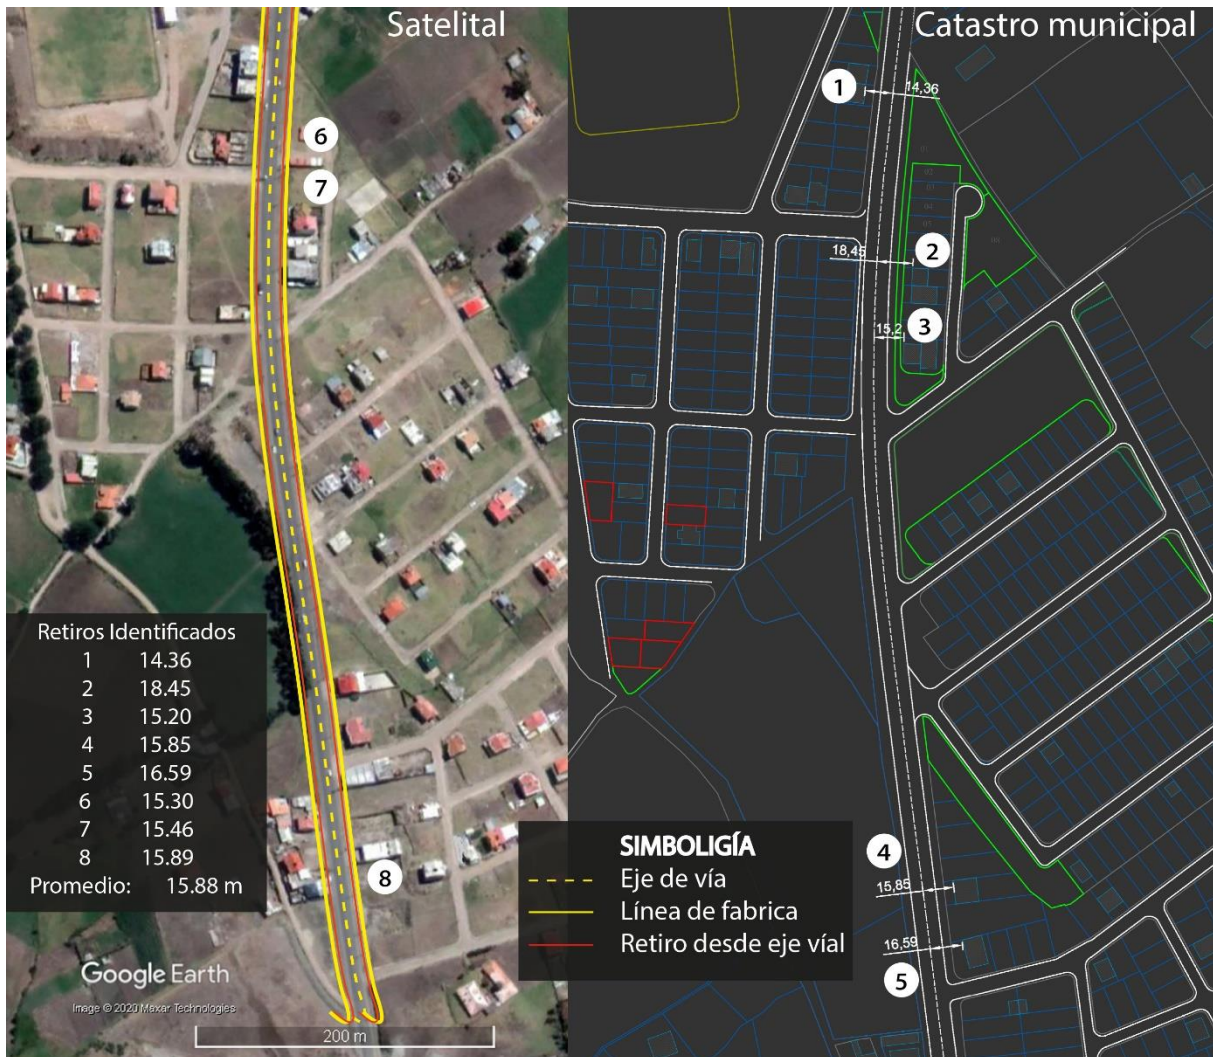 Satelital
Catastro municipal
1
14,36
6
7
02
03
04
2
18,45
3
15,2
Retiros Identificados
1 14.36
2 18.45
3 15.20
4 15.85
5 16.59
6 15.30
7 15.46
8 15.89
Promedio: 15.88 m
SIMBOLIGÍA
Eje de vía
Línea de fabrica
Retiro desde eje víal
8
4
15,85
16,59
5
Google Earth
Image © 2020 Maxar Technologies
200 m